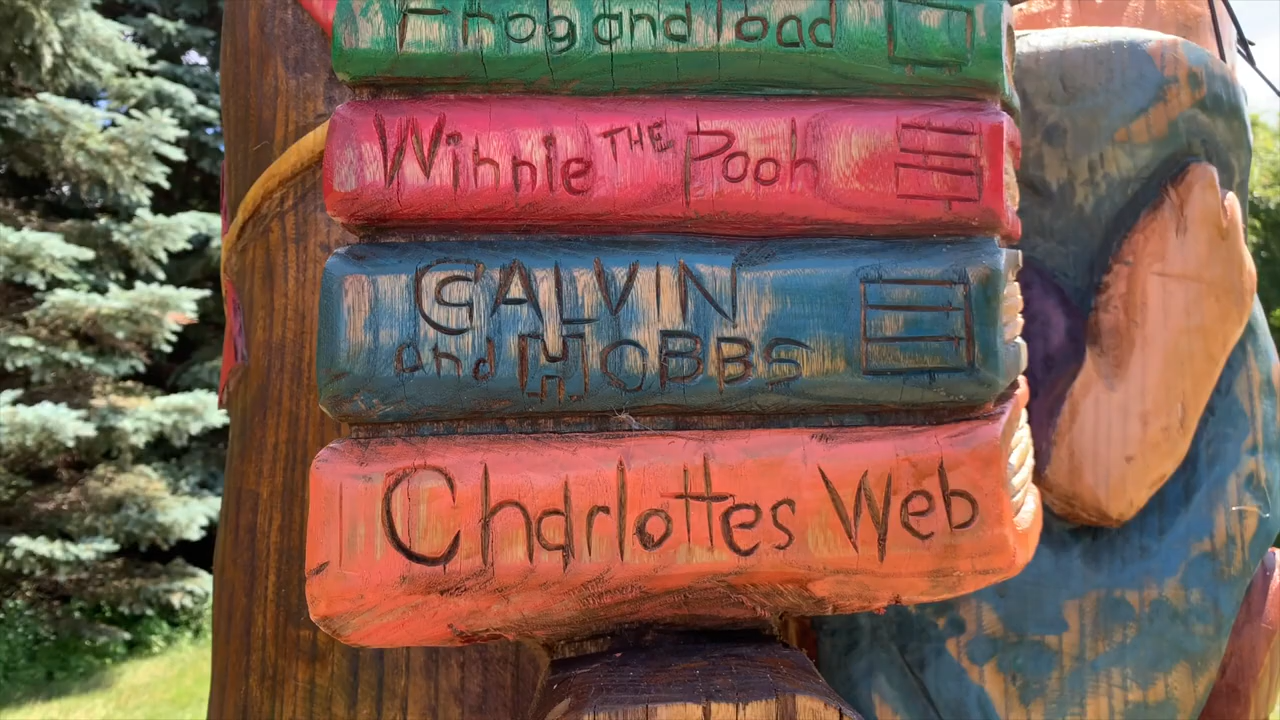 Frog and Toad
Winnie THE Pooh
CALVIN
and HOBBS
Charlottes Web